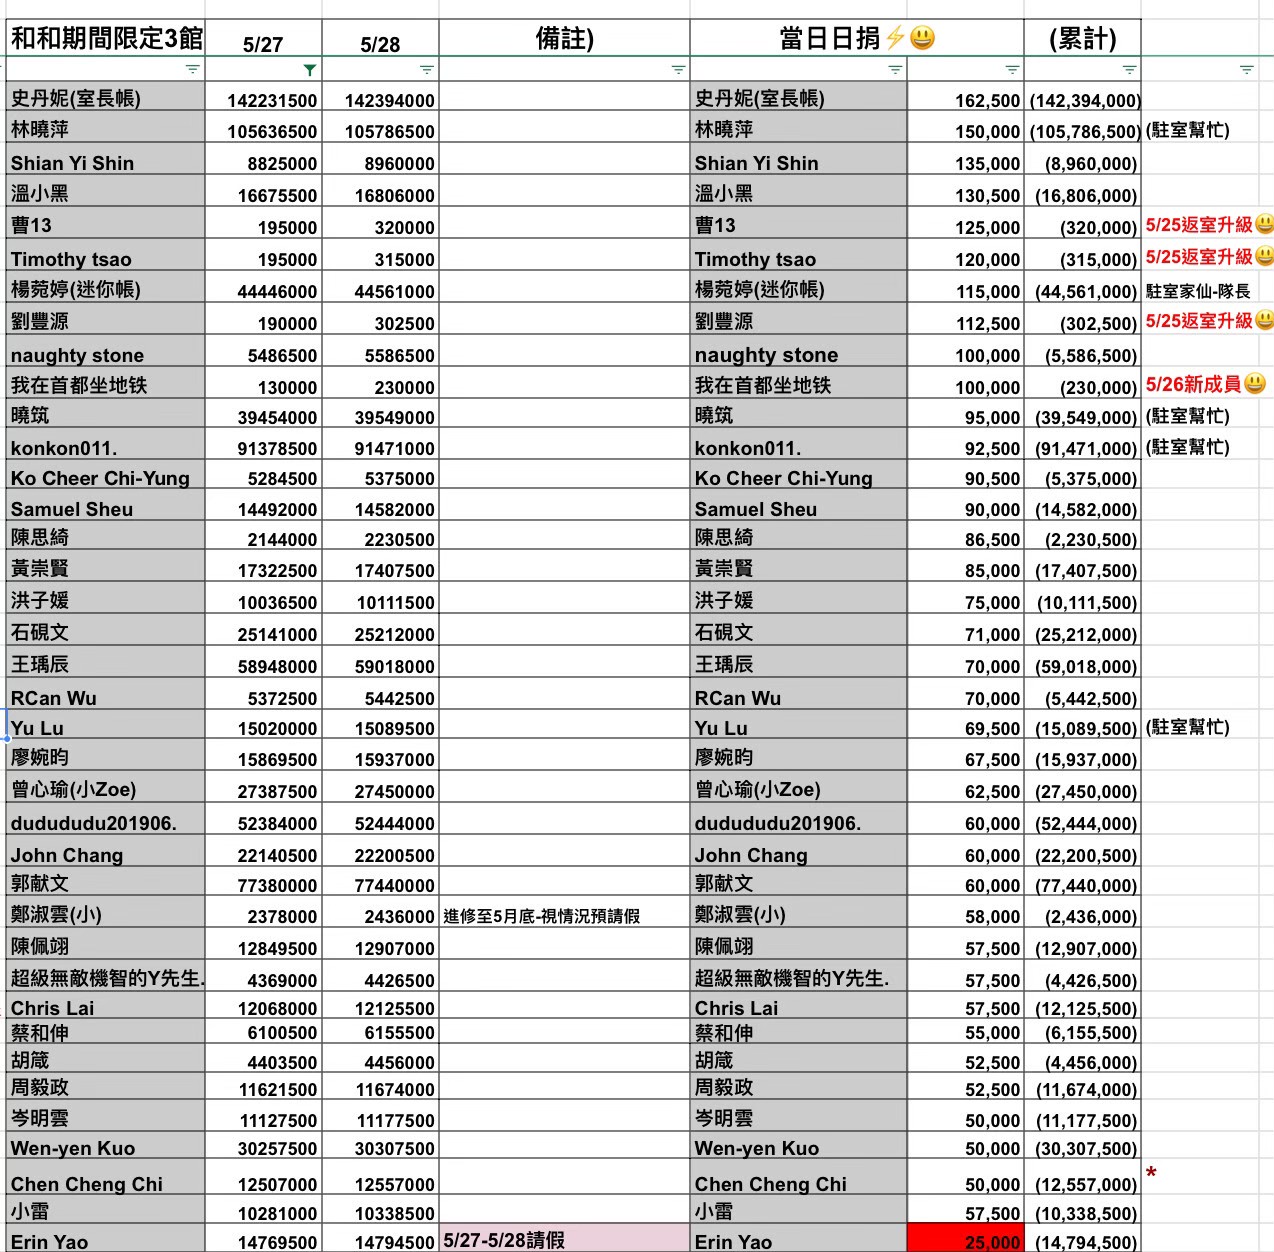 和和期間限定3館 5/27 5/28 備註) 當日日捐⚡😃 (累計)
史丹妮(室長帳) 142231500 142394000 史丹妮(室長帳) 162,500 (142,394,000)
林曉萍 105636500 105786500 林曉萍 150,000 (105,786,500) (駐室幫忙)
Shian Yi Shin 8825000 8960000 Shian Yi Shin 135,000 (8,960,000)
溫小黑 16675500 16806000 溫小黑 130,500 (16,806,000)
曹13 195000 320000 曹13 125,000 (320,000) 5/25返室升級😃
Timothy tsao 195000 315000 Timothy tsao 120,000 (315,000) 5/25返室升級😃
楊菀婷(迷你帳) 44446000 44561000 楊菀婷(迷你帳) 115,000 (44,561,000) 駐室家仙-隊長
劉豐源 190000 302500 劉豐源 112,500 (302,500) 5/25返室升級😃
naughty stone 5486500 5586500 naughty stone 100,000 (5,586,500)
我在首都坐地铁 130000 230000 我在首都坐地铁 100,000 (230,000) 5/26新成員😃
曉筑 39454000 39549000 曉筑 95,000 (39,549,000) (駐室幫忙)
konkon011. 91378500 91471000 konkon011. 92,500 (91,471,000) (駐室幫忙)
Ko Cheer Chi-Yung 5284500 5375000 Ko Cheer Chi-Yung 90,500 (5,375,000)
Samuel Sheu 14492000 14582000 Samuel Sheu 90,000 (14,582,000)
陳思綺 2144000 2230500 陳思綺 86,500 (2,230,500)
黃崇賢 17322500 17407500 黃崇賢 85,000 (17,407,500)
洪子媛 10036500 10111500 洪子媛 75,000 (10,111,500)
石硯文 25141000 25212000 石硯文 71,000 (25,212,000)
王瑀辰 58948000 59018000 王瑀辰 70,000 (59,018,000)
RCan Wu 5372500 5442500 RCan Wu 70,000 (5,442,500)
Yu Lu 15020000 15089500 Yu Lu 69,500 (15,089,500) (駐室幫忙)
廖婉昀 15869500 15937000 廖婉昀 67,500 (15,937,000)
曾心瑜(小Zoe) 27387500 27450000 曾心瑜(小Zoe) 62,500 (27,450,000)
dudududu201906. 52384000 52444000 dudududu201906. 60,000 (52,444,000)
John Chang 22140500 22200500 John Chang 60,000 (22,200,500)
郭献文 77380000 77440000 郭献文 60,000 (77,440,000)
鄭淑雲(小) 2378000 2436000 進修至5月底-視情況預請假 鄭淑雲(小) 58,000 (2,436,000)
陳佩翊 12849500 12907000 陳佩翊 57,500 (12,907,000)
超級無敵機智的Y先生. 4369000 4426500 超級無敵機智的Y先生. 57,500 (4,426,500)
Chris Lai 12068000 12125500 Chris Lai 57,500 (12,125,500)
蔡和伸 6100500 6155500 蔡和伸 55,000 (6,155,500)
胡箴 4403500 4456000 胡箴 52,500 (4,456,000)
周毅政 11621500 11674000 周毅政 52,500 (11,674,000)
岑明雲 11127500 11177500 岑明雲 50,000 (11,177,500)
Wen-yen Kuo 30257500 30307500 Wen-yen Kuo 50,000 (30,307,500)
Chen Cheng Chi 12507000 12557000 Chen Cheng Chi 50,000 (12,557,000) *
小雷 10281000 10338500 小雷 57,500 (10,338,500)
Erin Yao 14769500 14794500 5/27-5/28請假 Erin Yao 25,000 (14,794,500)